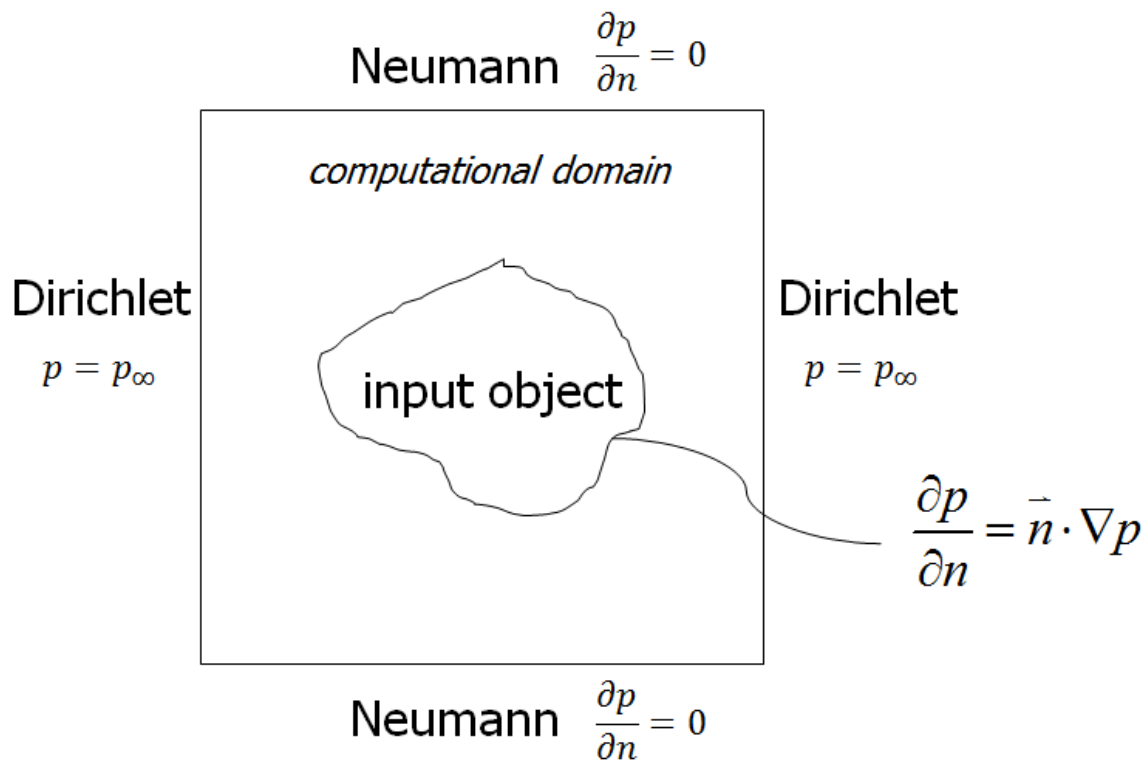 Neumann ∂p/∂n = 0
computational domain
Dirichlet
p = p∞
Dirichlet
p = p∞
input object
∂p/∂n = n⃗ · ∇p
Neumann ∂p/∂n = 0